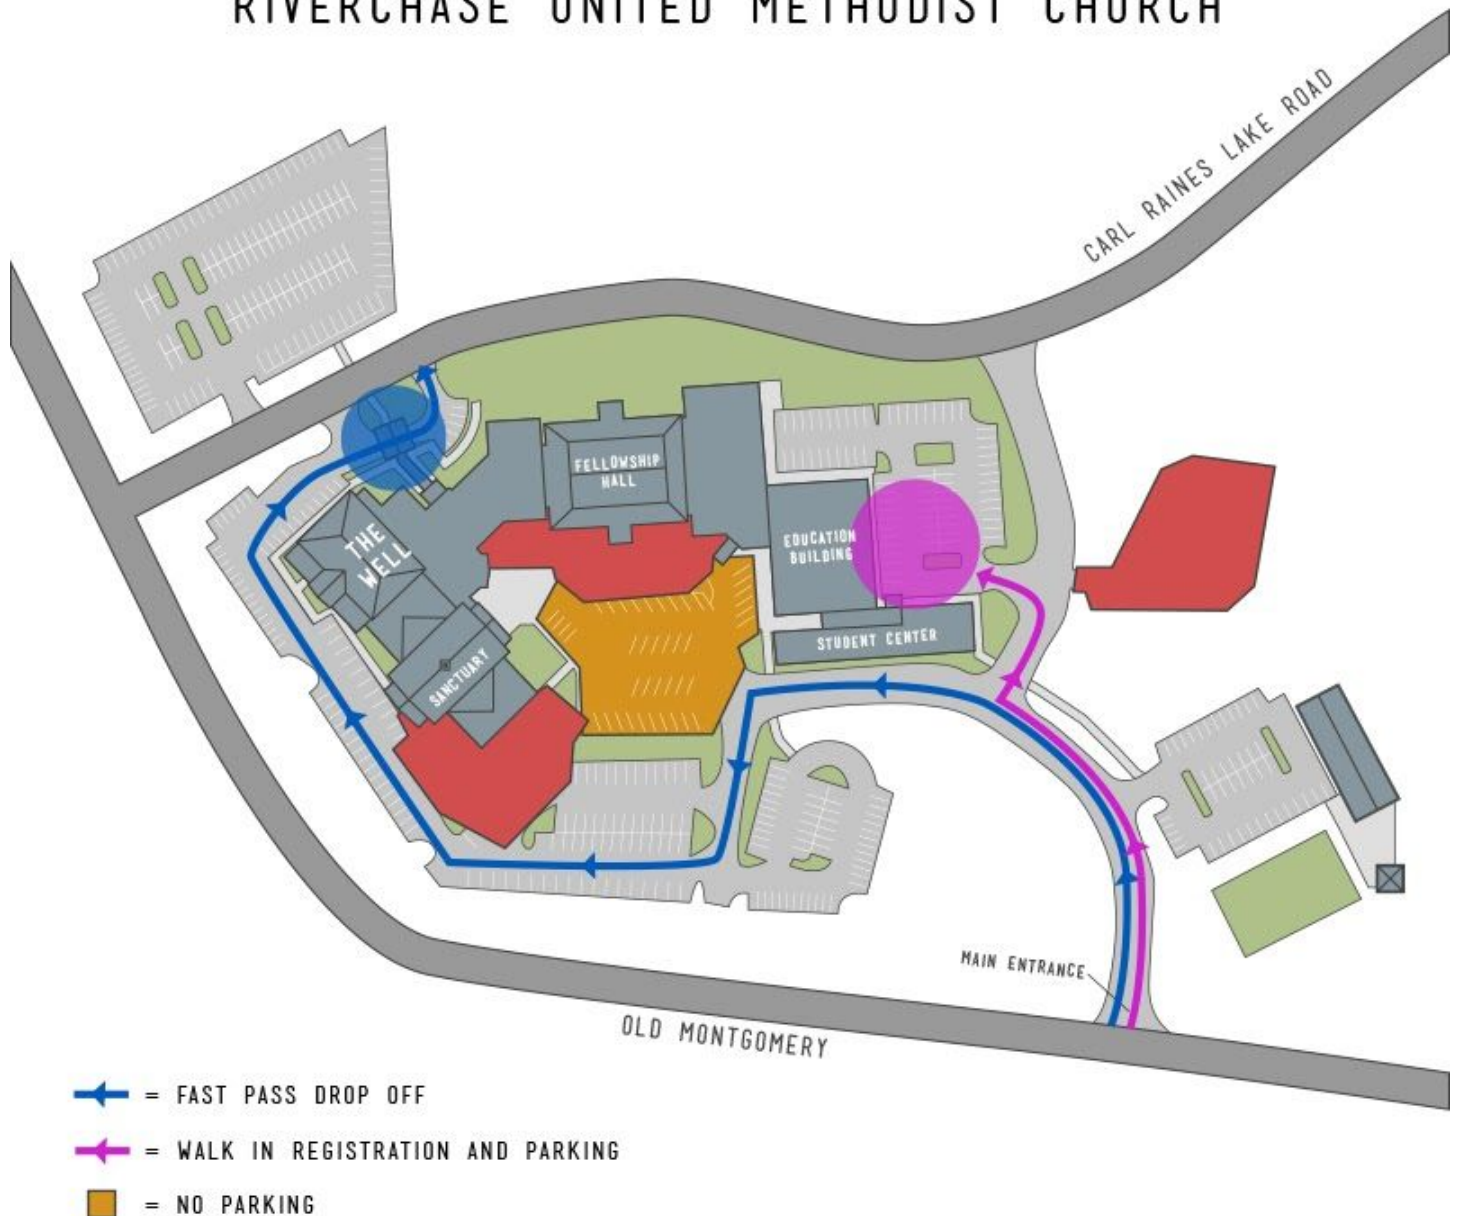 RIVERCHASE UNITED METHODIST CHURCH
CARL RAINES LAKE ROAD
FELLOWSHIP
HALL
THE
WELL
EDUCATION
BUILDING
STUDENT CENTER
SANCTUARY
MAIN ENTRANCE
OLD MONTGOMERY
= FAST PASS DROP OFF
= WALK IN REGISTRATION AND PARKING
= NO PARKING